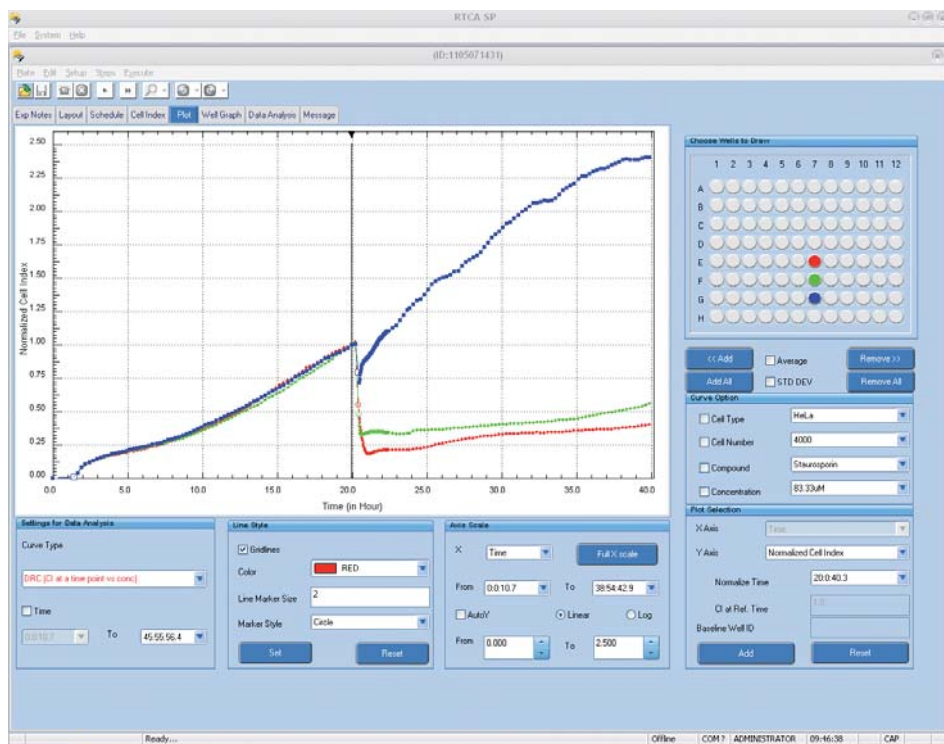 RTCA SP
File System Help
(ID:1105071431)
Plate Edit Setup Steps Execute
Exp Notes Layout Schedule Cell Index Plot Well Graph Data Analysis Message
Normalized Cell Index
2.50
2.25
2.00
1.75
1.50
1.25
1.00
0.75
0.50
0.25
0.00
0.0 5.0 10.0 15.0 20.0 25.0 30.0 35.0 40.0
Time (in Hour)
Choose Wells to Draw
1 2 3 4 5 6 7 8 9 10 11 12
A
B
C
D
E
F
G
H
<< Add Average Remove >>
Add All STD DEV Remove All
Curve Option
Cell Type HeLa
Cell Number 4000
Compound Staurosporin
Concentration 83.33uM
Plot Selection
X Axis Time
Y Axis Normalized Cell Index
Normalize Time 20:0:40.3
CI at Ref. Time 1.0
Baseline Well ID
Add Reset
Settings for Data Analysis
Curve Type
DRC (CI at a time point vs conc)
Time
0:0:10.7 To 45:55:56.4
Line Style
Gridlines
Color RED
Line Marker Size 2
Marker Style Circle
Set Reset
Axis Scale
X Time Full X scale
From 0:0:10.7 To 38:54:42.9
AutoY Linear Log
From 0.000 To 2.500
Ready... Offline COM ? ADMINISTRATOR 09:46:38 CAP